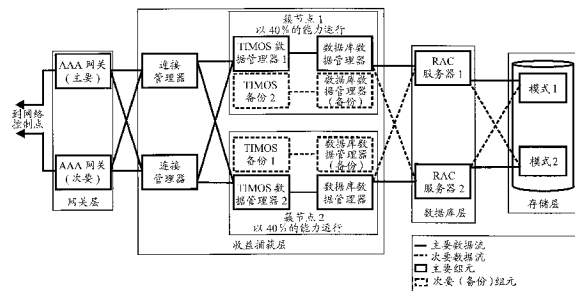 簇节点 1
以 40%的能力运行
TIMOS 数
据管理器 1
数据库数
据管理器
TIMOS
备份 2
数据库数
据管理器
(备份)
AAA 网关
(主要)
连接
管理器
RAC
服务器 1
模式1
到网络
控制点
AAA 网关
(次要)
连接
管理器
TIMOS
备份 1
数据库数
据管理器
(备份)
TIMOS 数
据管理器 2
数据库数
据管理器
RAC
服务器 2
模式2
网关层
簇节点 2
以 40%的能力运行
收益捕获层
数据库层
存储层
主要数据流
次要数据流
主要组元
次要(备份)组元